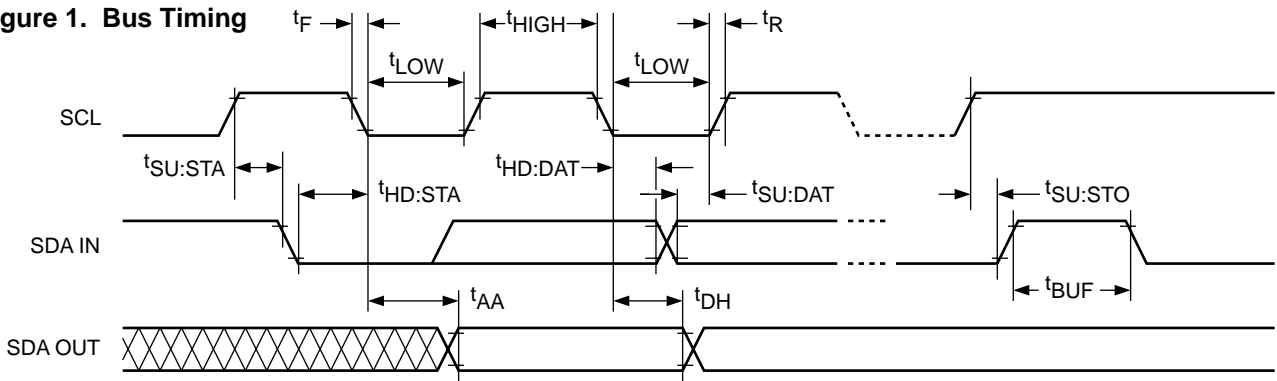 gure 1. Bus Timing
tF
tHIGH
tR
tLOW
tLOW
SCL
tSU:STA
tHD:STA
tHD:DAT
tSU:DAT
tSU:STO
SDA IN
tBUF
tAA
tDH
SDA OUT